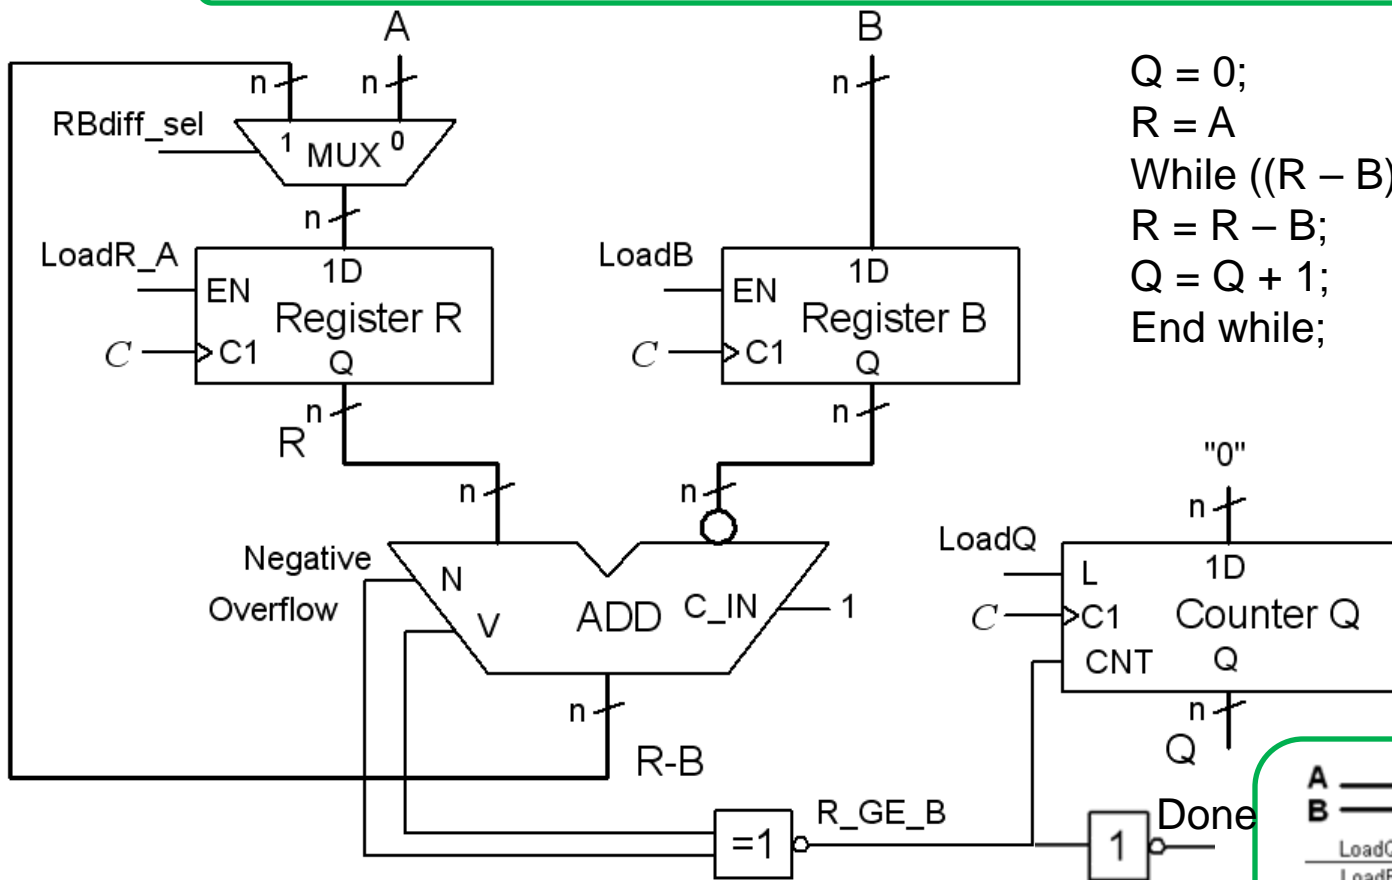 A
B
n
n
n
Q = 0;
R = A
While ((R – B)
R = R – B;
Q = Q + 1;
End while;
RBdiff_sel
1 MUX 0
n
LoadR_A
1D
EN
Register R
C
C1
Q
LoadB
1D
EN
Register B
C
C1
Q
n
R
n
n
n
"0"
n
Negative
Overflow
N
V
ADD
C_IN
1
LoadQ
L
1D
C
C1
Counter Q
CNT
Q
n
R-B
n
Q
=1
R_GE_B
1
Done
A
B
LoadQ